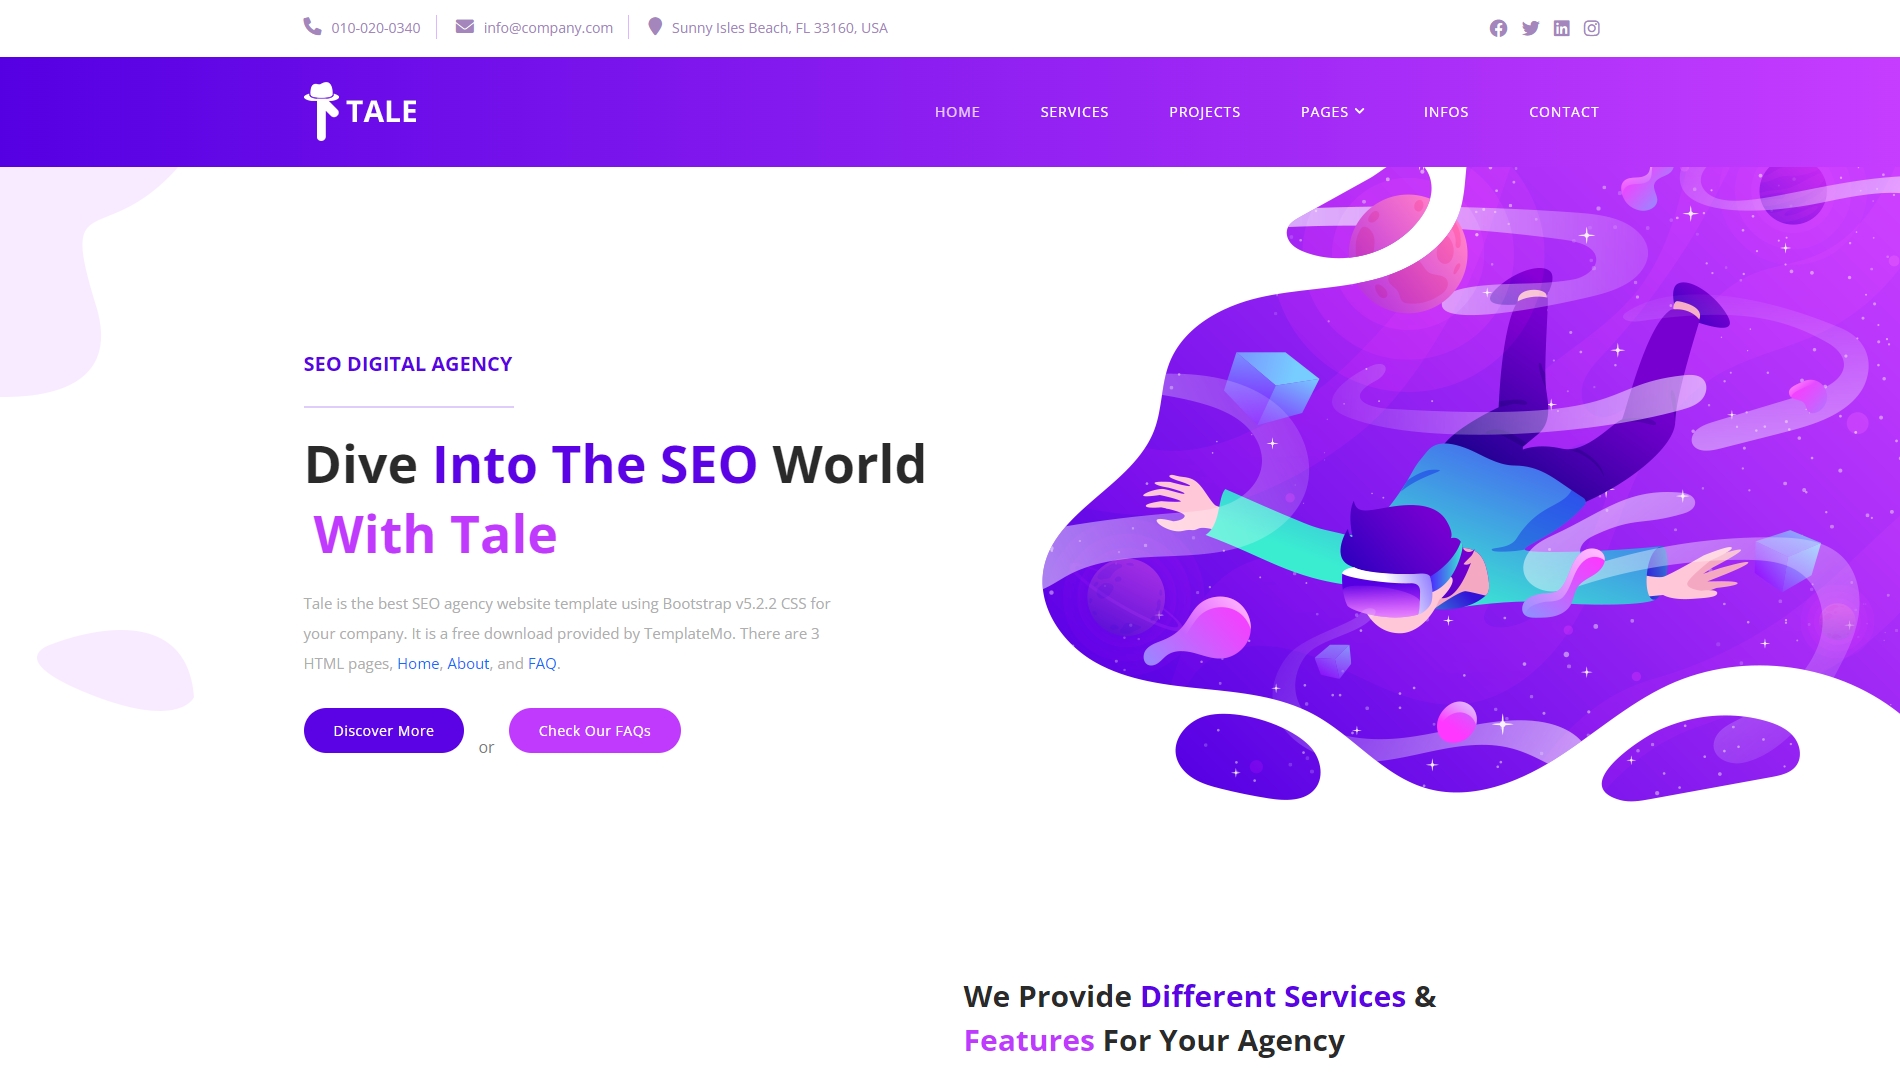 010-020-0340
info@company.com
Sunny Isles Beach, FL 33160, USA
TALE
HOME
SERVICES
PROJECTS
PAGES
INFOS
CONTACT
SEO DIGITAL AGENCY
Dive Into The SEO World
With Tale
Tale is the best SEO agency website template using Bootstrap v5.2.2 CSS for
your company. It is a free download provided by TemplateMo. There are 3
HTML pages, Home, About, and FAQ.
Discover More
or
Check Our FAQs
We Provide Different Services &
Features For Your Agency